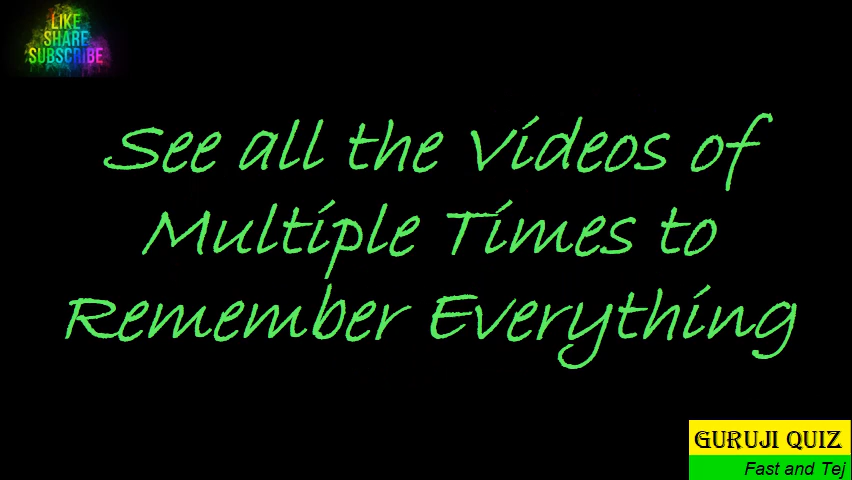 LIKE
SHARE
SUBSCRIBE
See all the Videos of
Multiple Times to
Remember Everything
GURUJI QUIZ
Fast and Tej